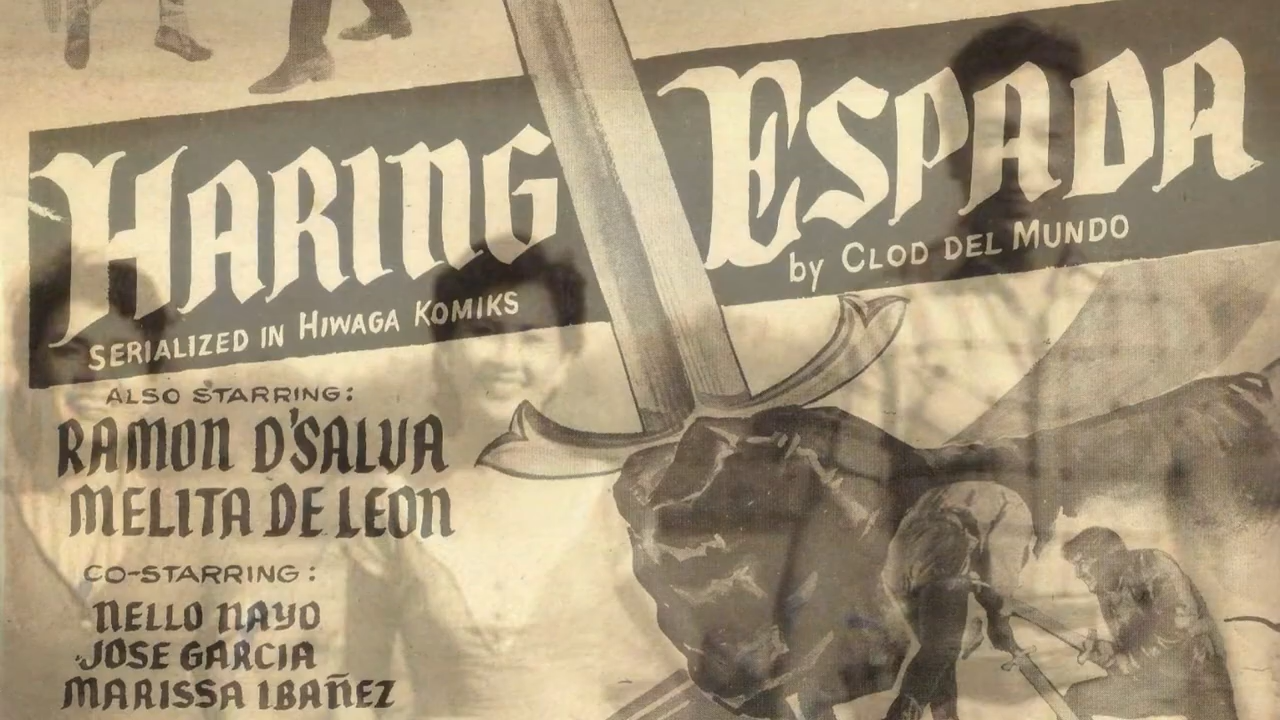 HARING ESPADA
SERIALIZED IN HIWAGA KOMIKS
by CLOD DEL MUNDO
ALSO STARRING:
RAMON D'SALVA
MELITA DE LEON
CO-STARRING:
NELLO NAYO
JOSE GARCIA
MARISSA IBAÑEZ